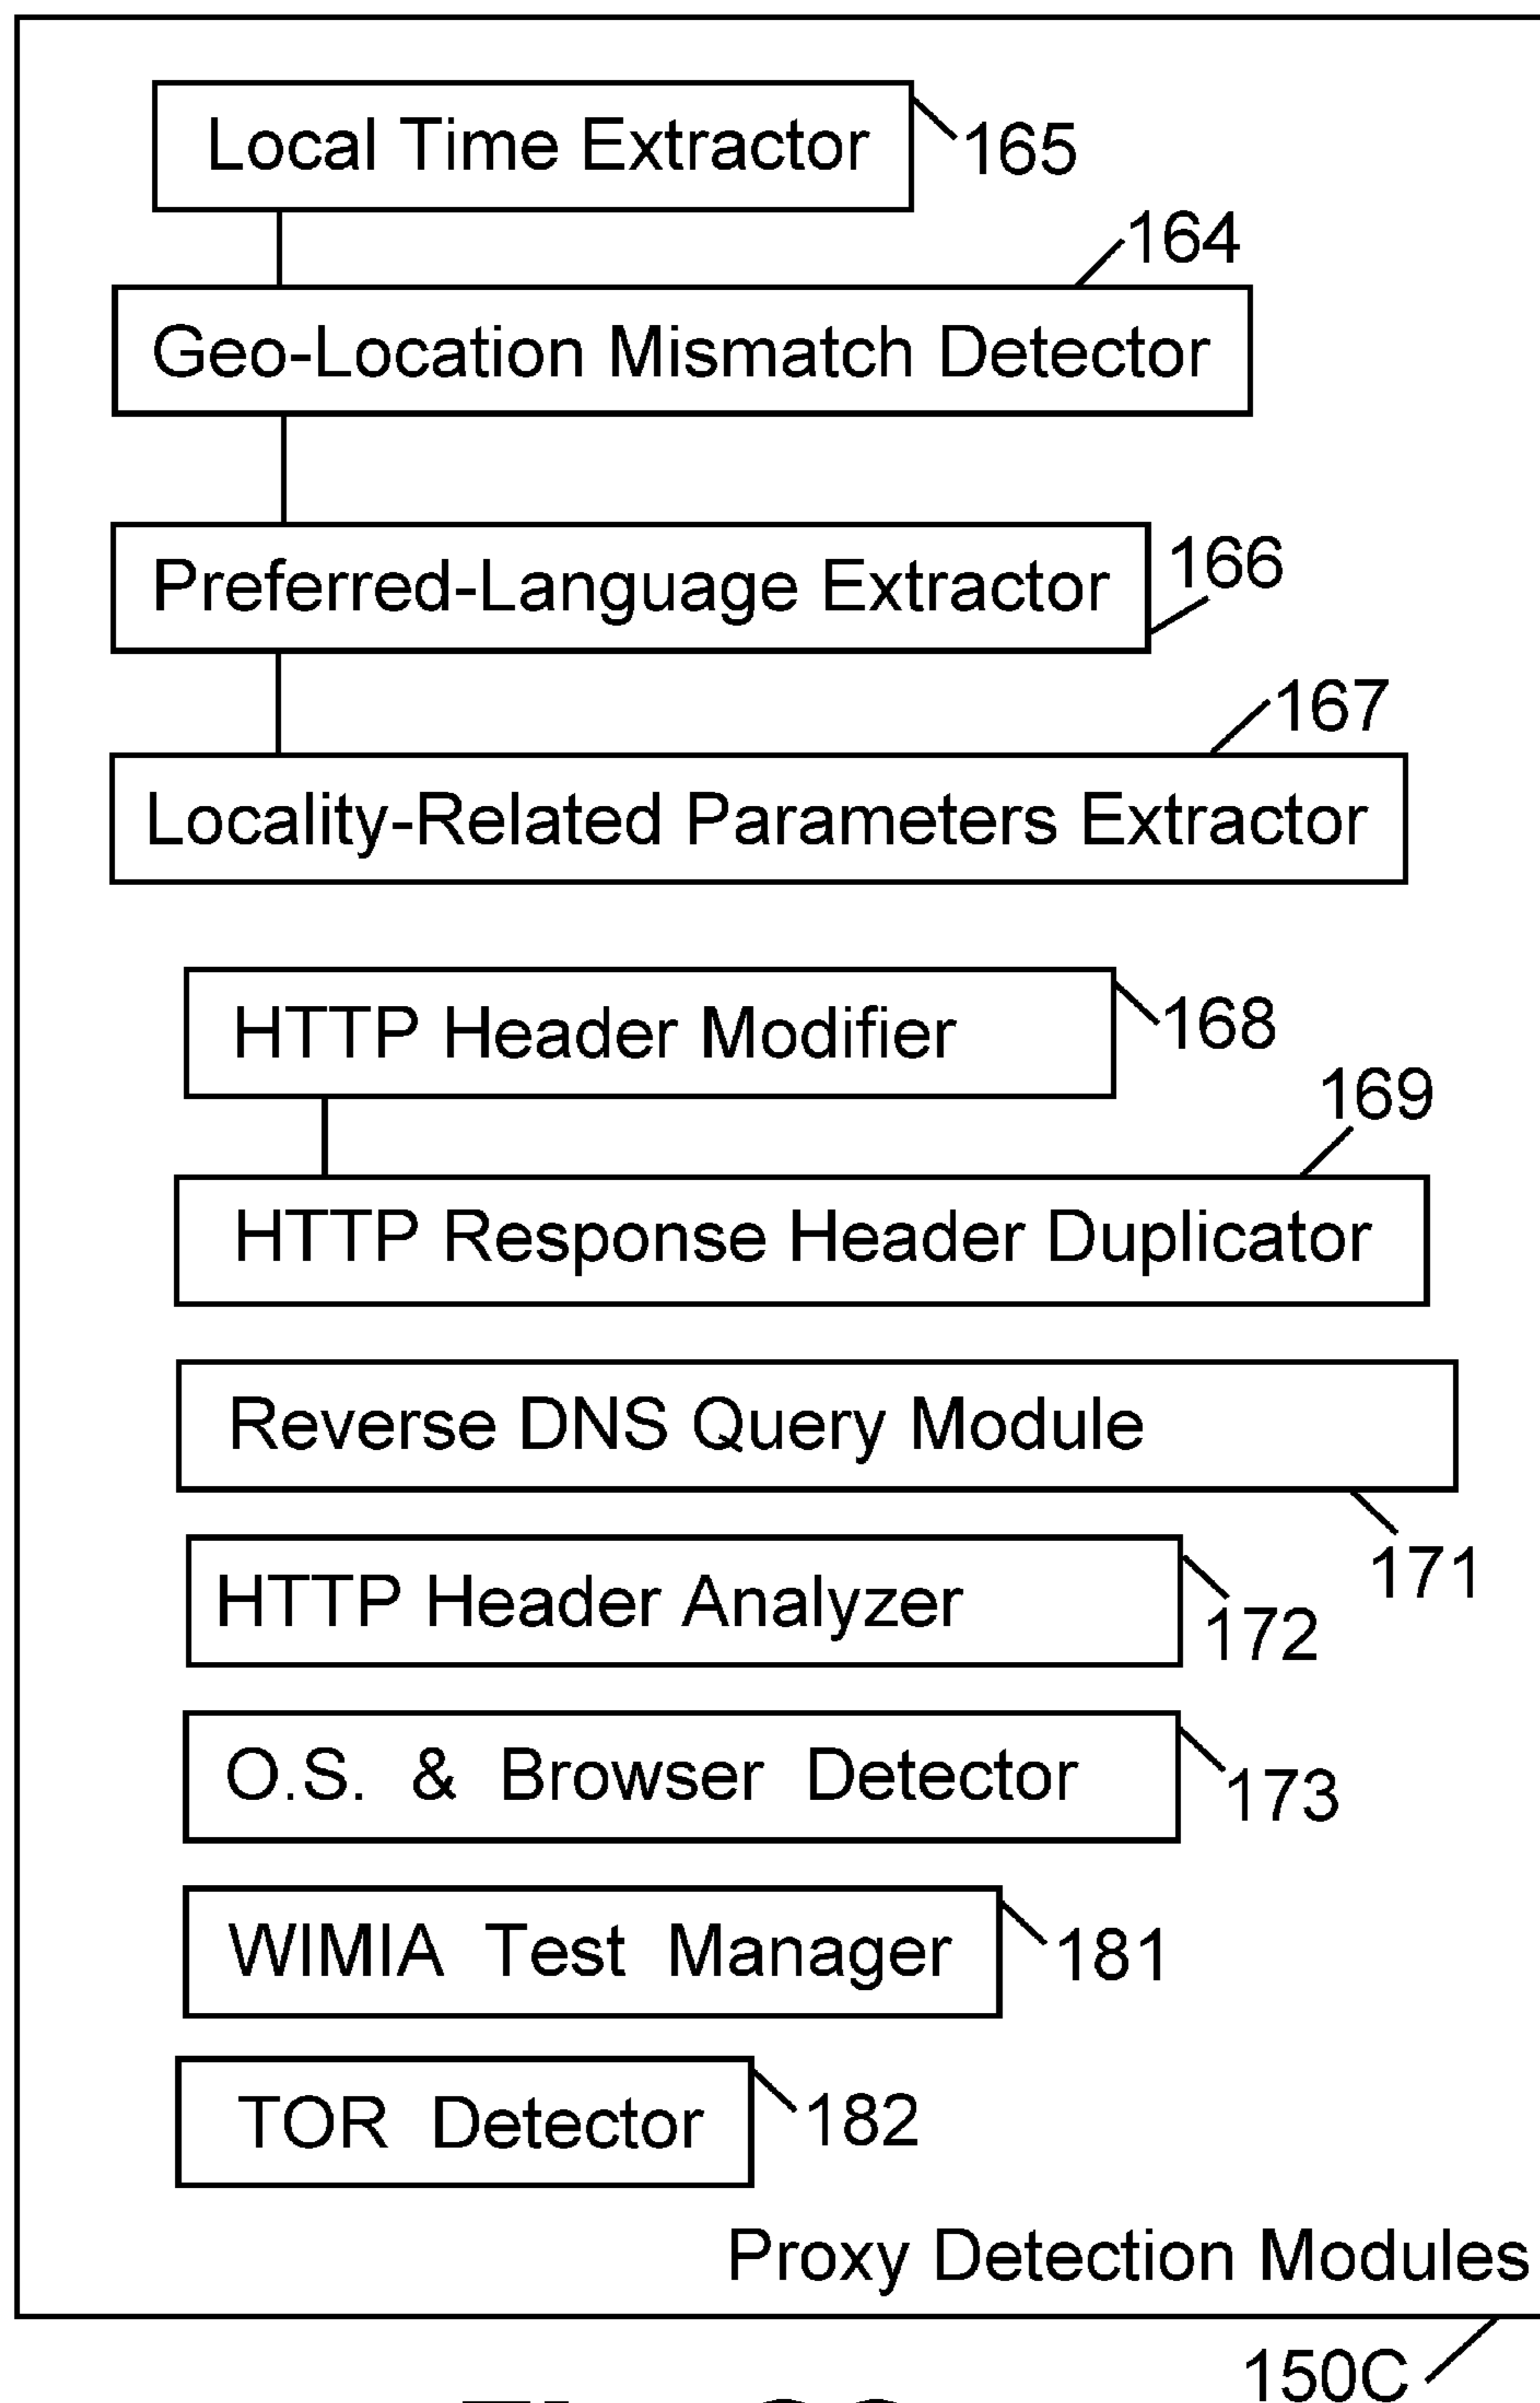 Local Time Extractor
165
164
Geo-Location Mismatch Detector
Preferred-Language Extractor
166
167
Locality-Related Parameters Extractor
HTTP Header Modifier
168
169
HTTP Response Header Duplicator
Reverse DNS Query Module
171
HTTP Header Analyzer
172
O.S. & Browser Detector
173
WIMIA Test Manager
181
TOR Detector
182
Proxy Detection Modules
150C